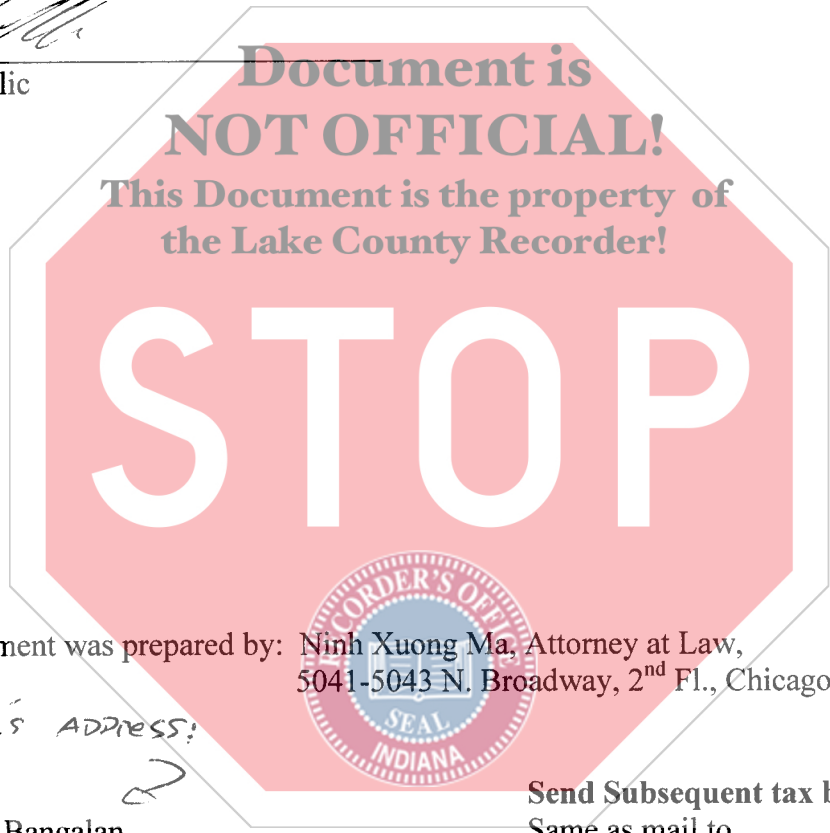 lic
Document is
NOT OFFICIAL!
This Document is the property of
the Lake County Recorder!
STOP
RECORDER'S OFFICE
SEAL
INDIANA
ment was prepared by: Ninh Xuong Ma, Attorney at Law,
5041-5043 N. Broadway, 2nd Fl., Chicago
's ADDRESS:
Send Subsequent tax b
Bangalan
Same as mail to